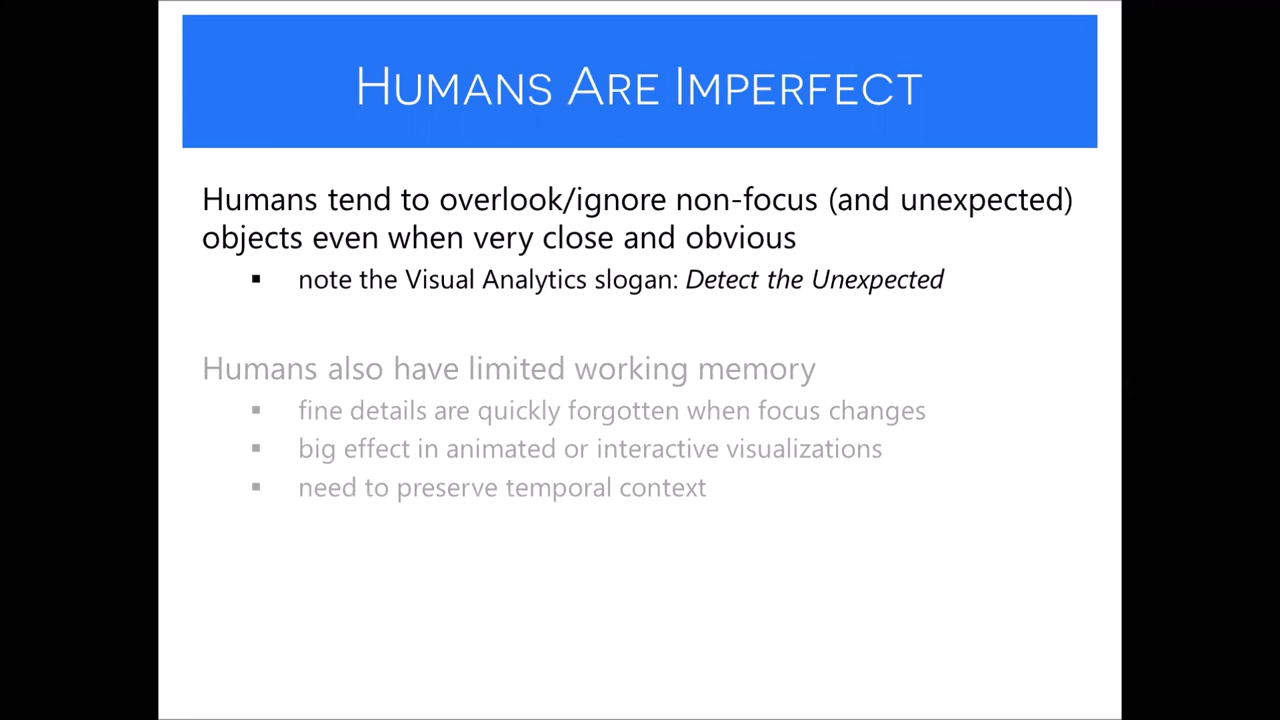 Humans Are Imperfect
Humans tend to overlook/ignore non-focus (and unexpected)
objects even when very close and obvious
▪ note the Visual Analytics slogan: Detect the Unexpected
Humans also have limited working memory
▪ fine details are quickly forgotten when focus changes
▪ big effect in animated or interactive visualizations
▪ need to preserve temporal context